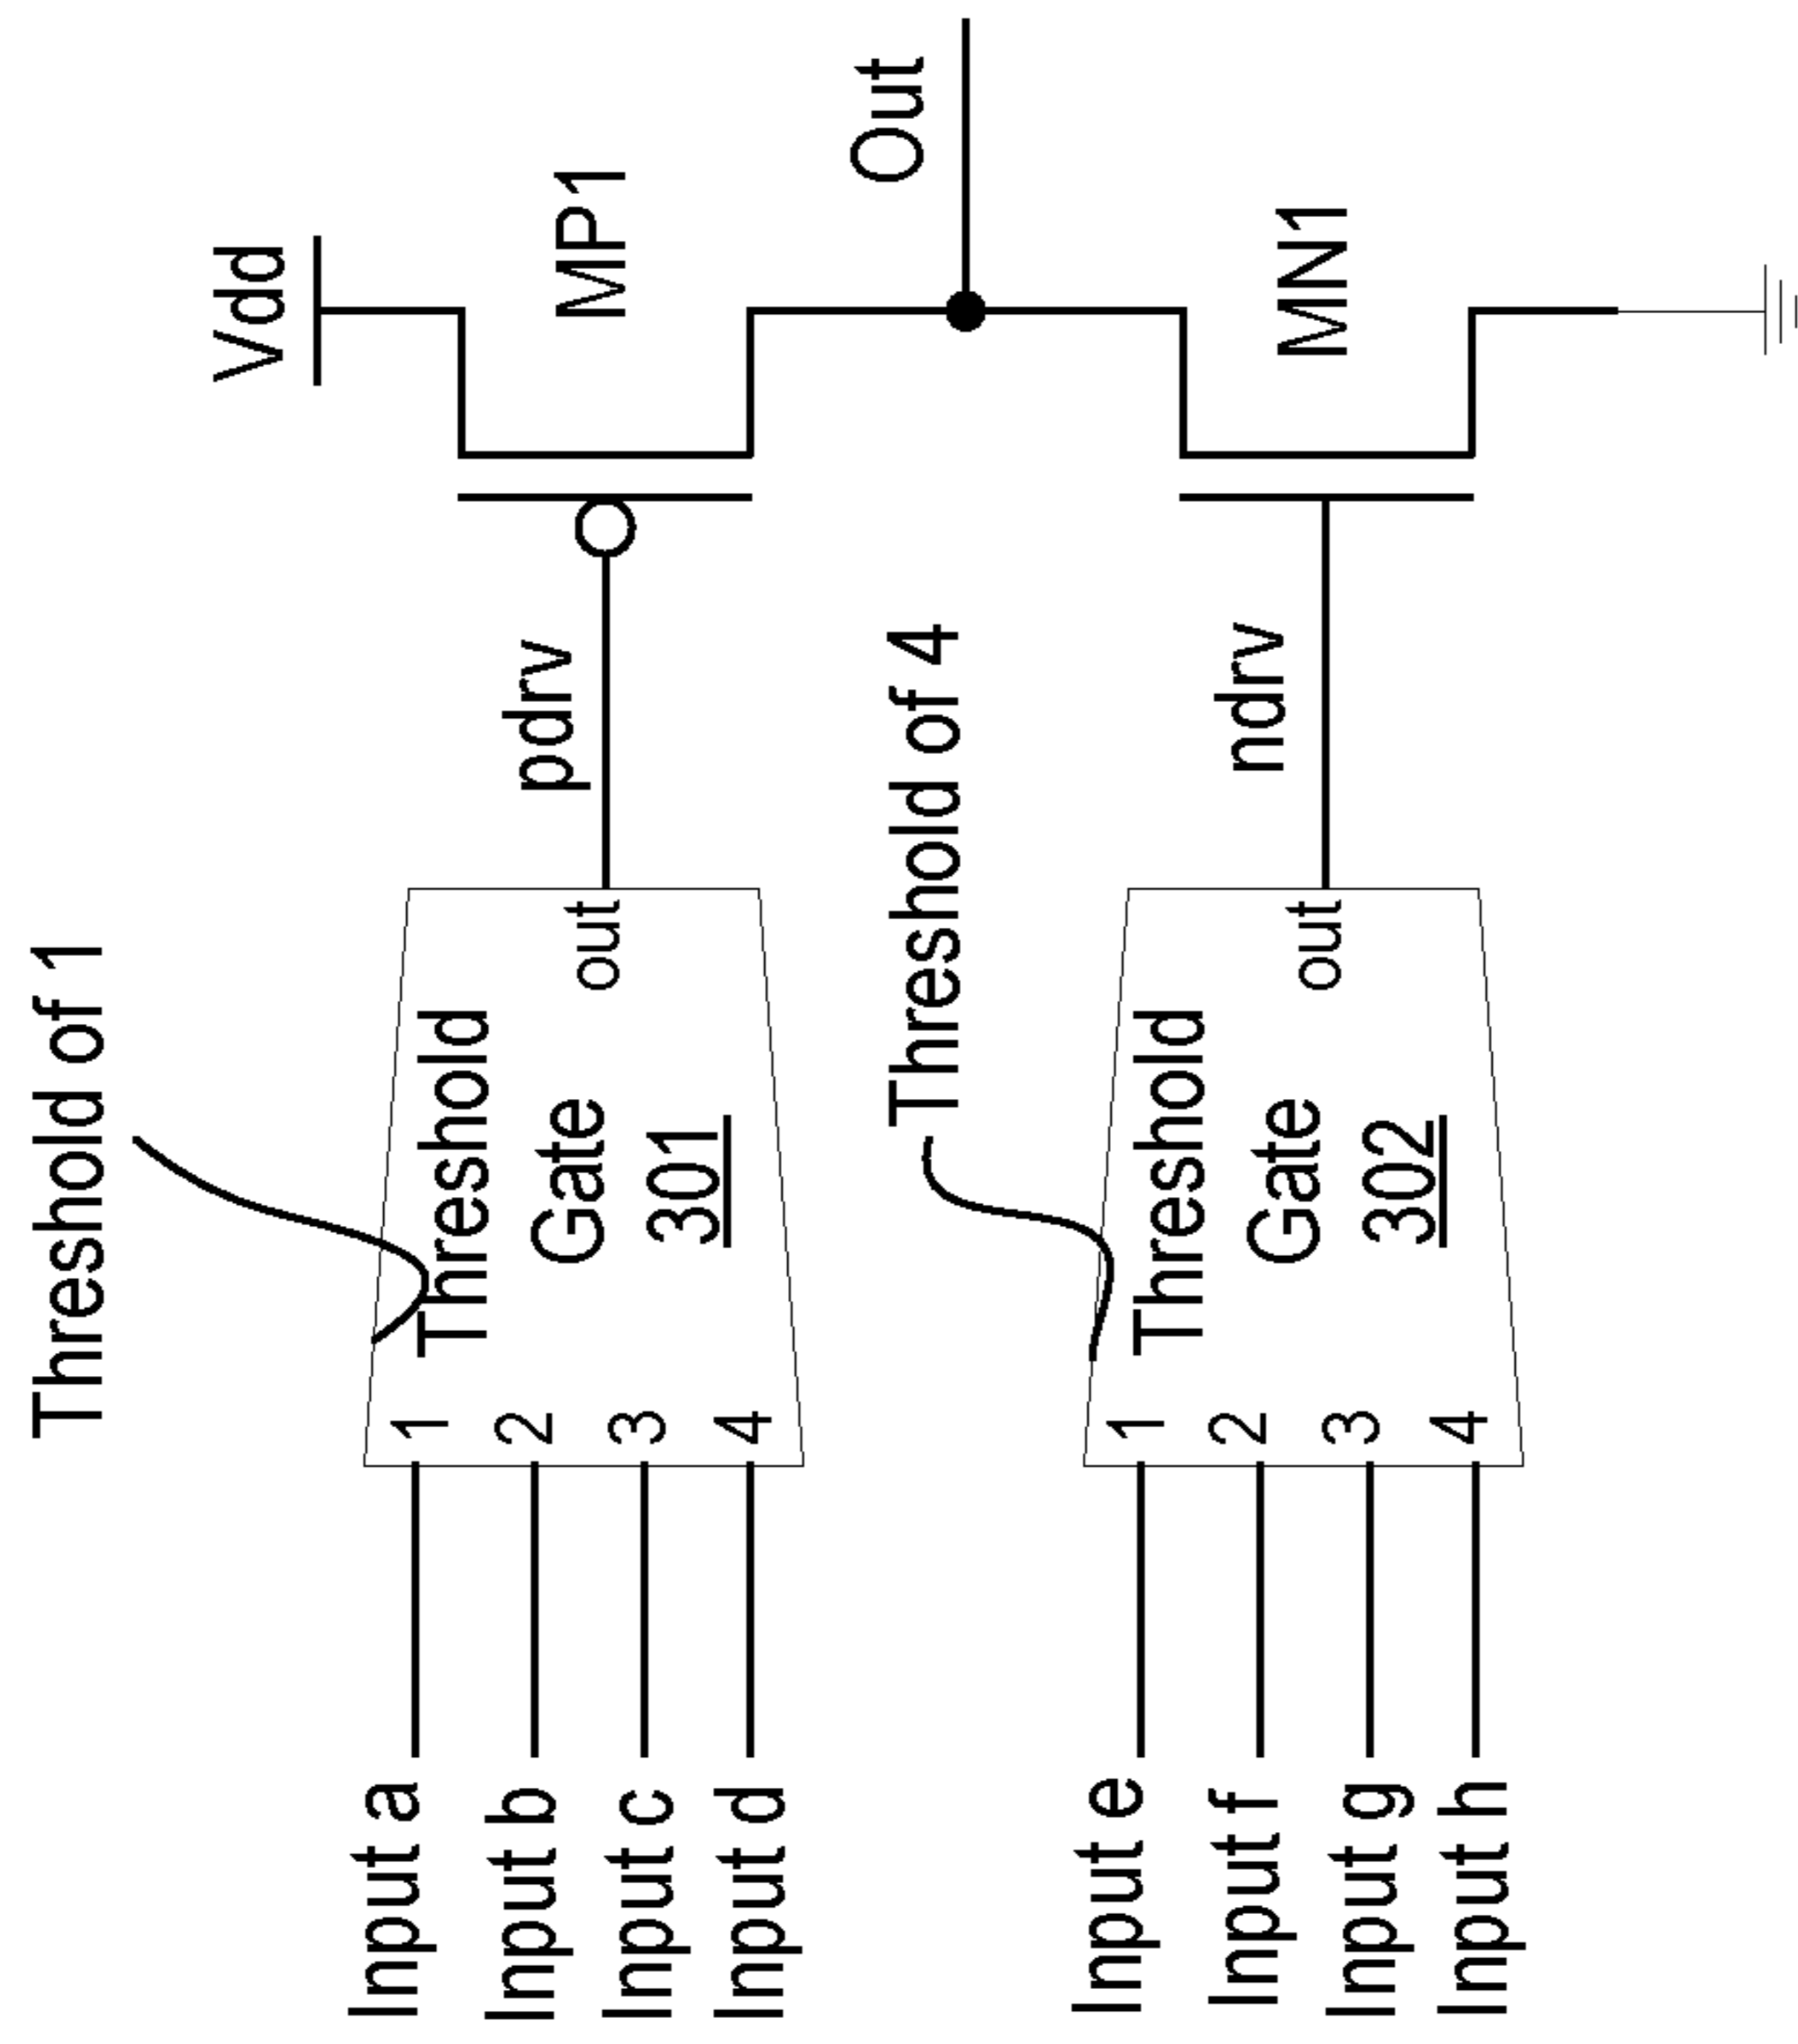 Threshold of 1
Vdd
Input a
Input b
Input c
Input d
1
2
3
4
Threshold
Gate
301
out
pdrv
MP1
Out
Threshold of 4
Input e
Input f
Input g
Input h
1
2
3
4
Threshold
Gate
302
out
ndrv
MN1